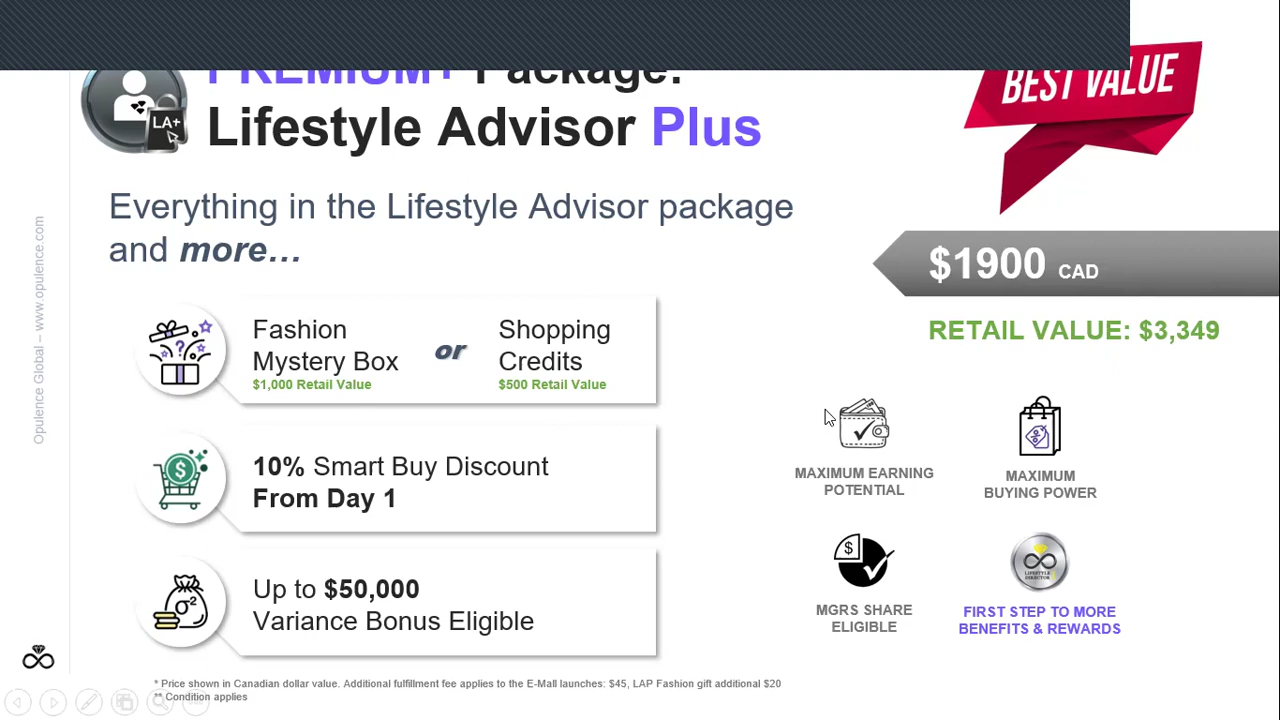 PREMIUM+ Package:
Lifestyle Advisor Plus
BEST VALUE
LA+
Everything in the Lifestyle Advisor package
and more...
$1900 CAD
RETAIL VALUE: $3,349
Fashion
Mystery Box
$1,000 Retail Value
or
Shopping
Credits
$500 Retail Value
10% Smart Buy Discount
From Day 1
Up to $50,000
Variance Bonus Eligible
MAXIMUM EARNING
POTENTIAL
MAXIMUM
BUYING POWER
MGRS SHARE
ELIGIBLE
LIFESTYLE
DIRECTOR
FIRST STEP TO MORE
BENEFITS & REWARDS
Opulence Global – www.opulence.com
* Price shown in Canadian dollar value. Additional fulfillment fee applies to the E-Mall launches: $45, LAP Fashion gift additional $20
** Condition applies